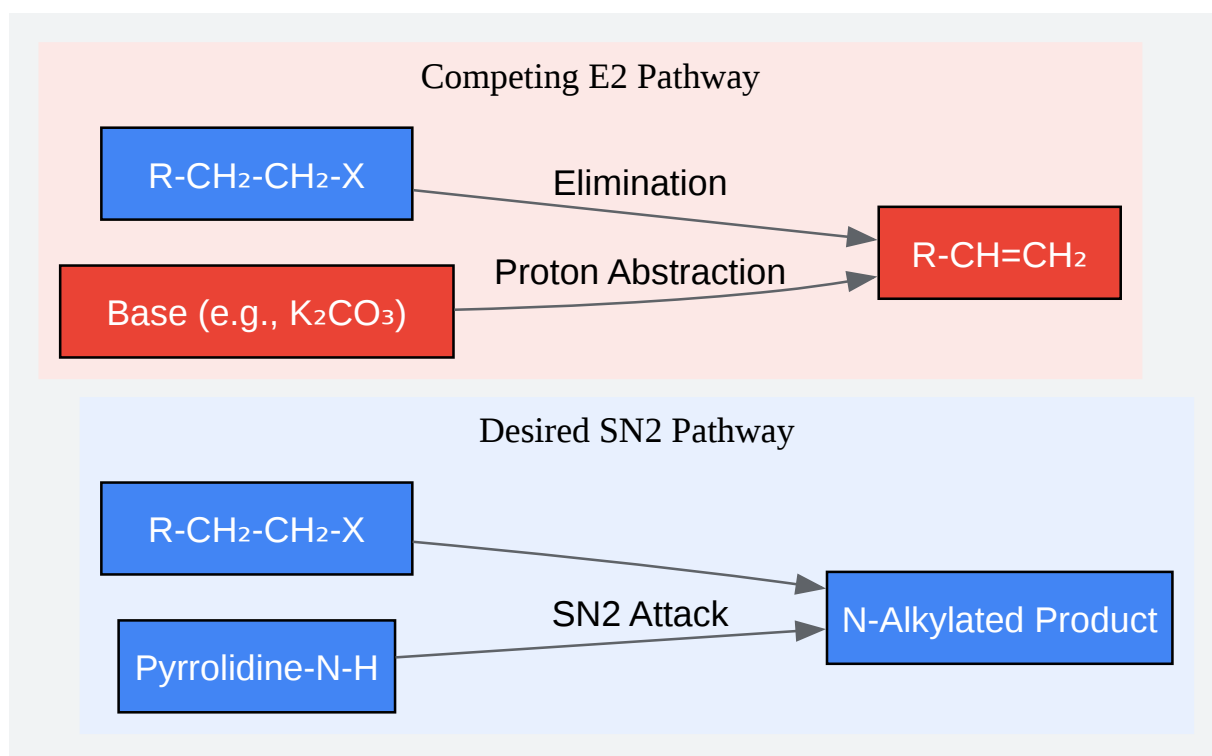 Competing E2 Pathway
R-CH₂-CH₂-X
Elimination
R-CH=CH₂
Proton Abstraction
Base (e.g., K₂CO₃)
Desired SN2 Pathway
R-CH₂-CH₂-X
SN2 Attack
N-Alkylated Product
Pyrrolidine-N-H